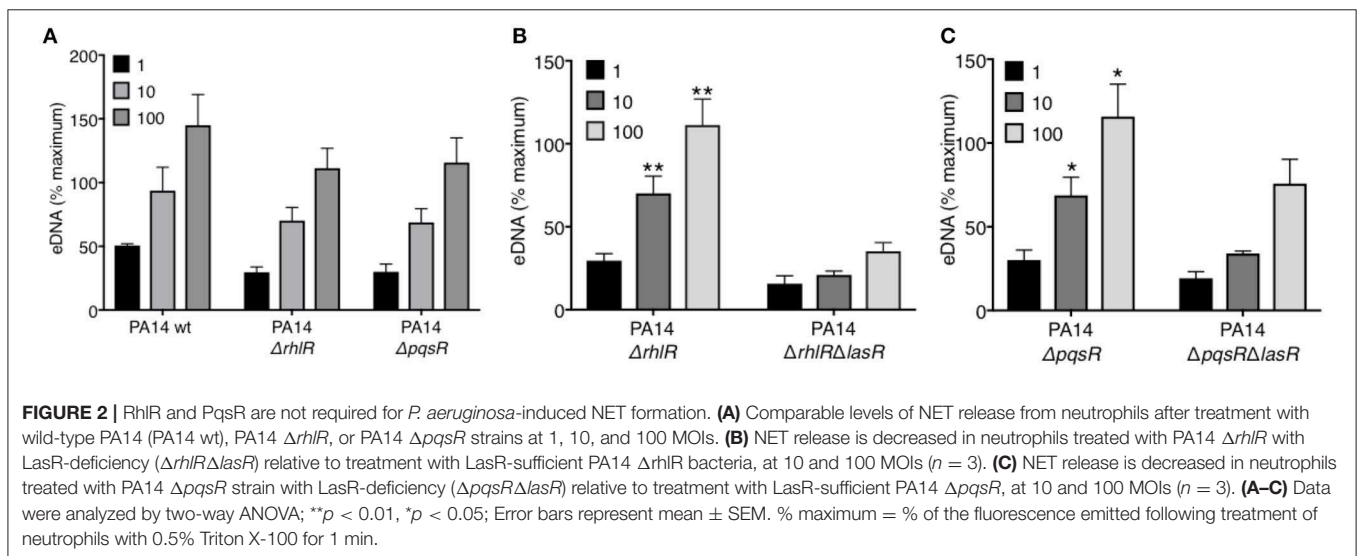 A
200
150
100
50
0
eDNA (% maximum)
1
10
100
PA14 wt
PA14
ΔrhlR
PA14
ΔpqsR
B
150
100
50
0
eDNA (% maximum)
1
10
100
**
**
PA14
ΔrhlR
PA14
ΔrhlRΔlasR
C
150
100
50
0
eDNA (% maximum)
1
10
100
*
*
PA14
ΔpqsR
PA14
ΔpqsRΔlasR
FIGURE 2 | RhlR and PqsR are not required for P. aeruginosa-induced NET formation. (A) Comparable levels of NET release from neutrophils after treatment with
wild-type PA14 (PA14 wt), PA14 ΔrhlR, or PA14 ΔpqsR strains at 1, 10, and 100 MOIs. (B) NET release is decreased in neutrophils treated with PA14 ΔrhlR with
LasR-deficiency (ΔrhlRΔlasR) relative to treatment with LasR-sufficient PA14 ΔrhlR bacteria, at 10 and 100 MOIs (n = 3). (C) NET release is decreased in neutrophils
treated with PA14 ΔpqsR strain with LasR-deficiency (ΔpqsRΔlasR) relative to treatment with LasR-sufficient PA14 ΔpqsR, at 10 and 100 MOIs (n = 3). (A–C) Data
were analyzed by two-way ANOVA; **p < 0.01, *p < 0.05; Error bars represent mean ± SEM. % maximum = % of the fluorescence emitted following treatment of
neutrophils with 0.5% Triton X-100 for 1 min.